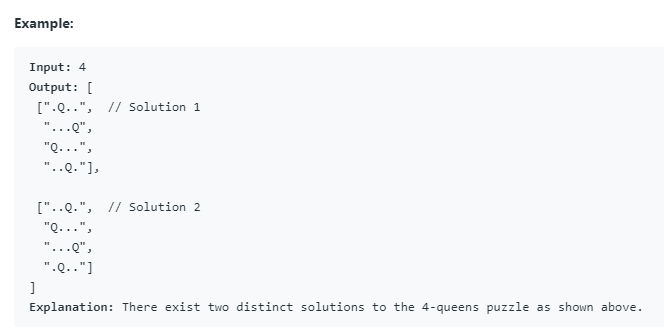 Example:
Input: 4
Output: [
 [".Q..",  // Solution 1
  "...Q",
  "Q...",
  "..Q."],

 ["..Q.",  // Solution 2
  "Q...",
  "...Q",
  ".Q.."]
]
Explanation: There exist two distinct solutions to the 4-queens puzzle as shown above.